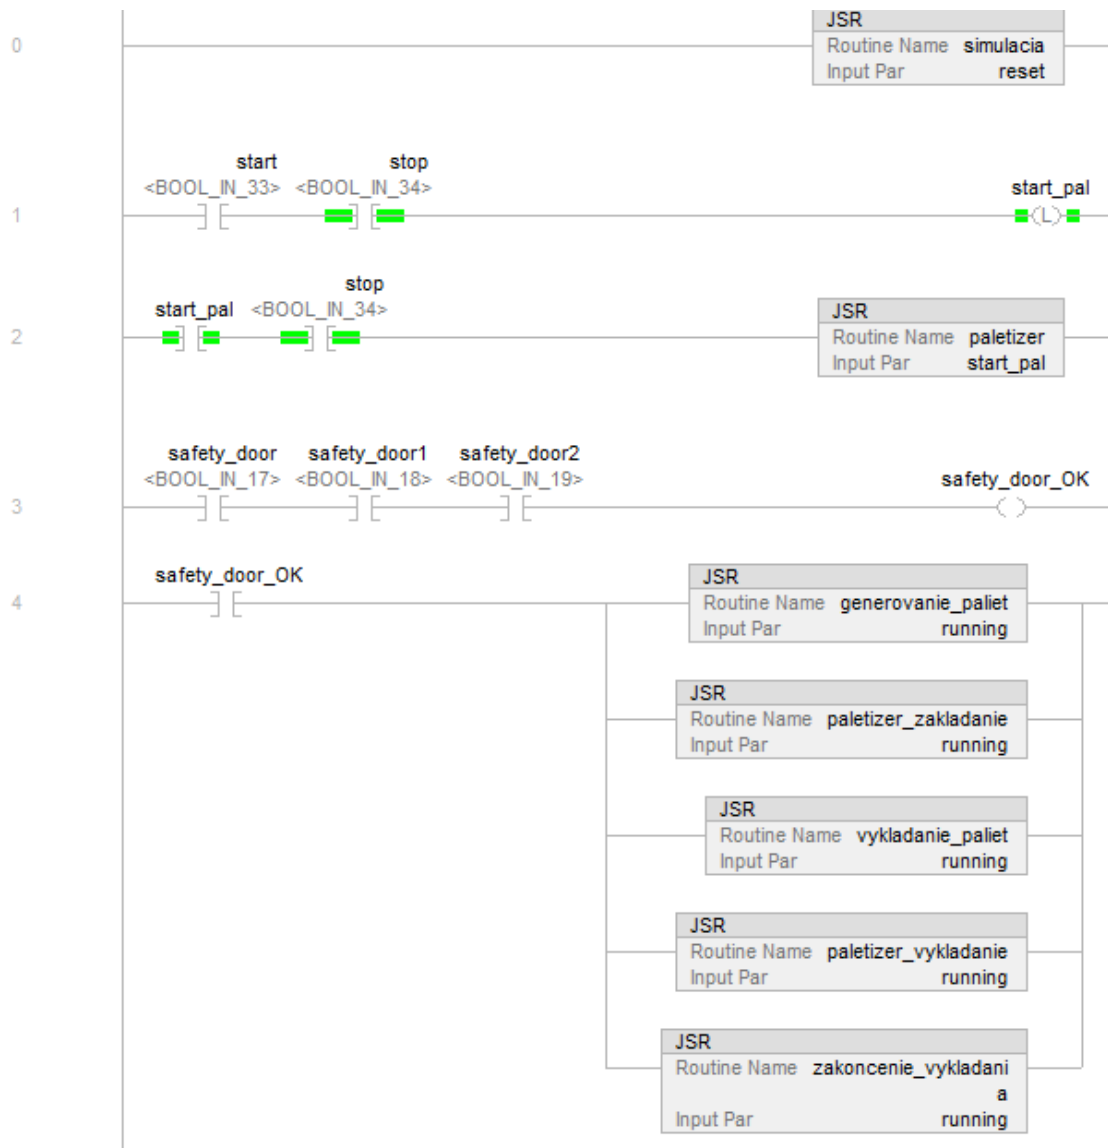 JSR
0
Routine Name simulacia
Input Par reset
start stop
<BOOL_IN_33> <BOOL_IN_34> start_pal
1 L
stop
start_pal <BOOL_IN_34> JSR
2 Routine Name paletizer
Input Par start_pal
safety_door safety_door1 safety_door2
<BOOL_IN_17> <BOOL_IN_18> <BOOL_IN_19> safety_door_OK
3
safety_door_OK JSR
4 Routine Name generovanie_paliet
Input Par running
JSR
Routine Name paletizer_zakladanie
Input Par running
JSR
Routine Name vykladanie_paliet
Input Par running
JSR
Routine Name paletizer_vykladanie
Input Par running
JSR
Routine Name zakoncenie_vykladani
a
Input Par running